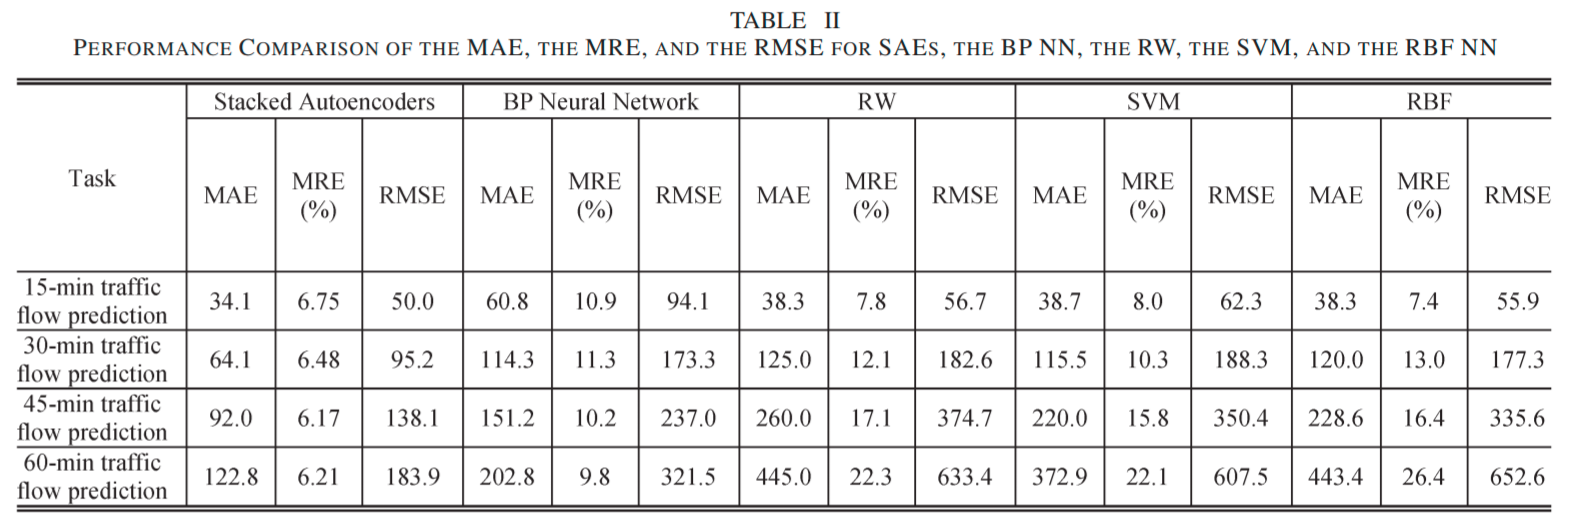 TABLE II
PERFORMANCE COMPARISON OF THE MAE, THE MRE, AND THE RMSE FOR SAES, THE BP NN, THE RW, THE SVM, AND THE RBF NN
Task Stacked Autoencoders BP Neural Network RW SVM RBF
MAE MRE (%) RMSE MAE MRE (%) RMSE MAE MRE (%) RMSE MAE MRE (%) RMSE MAE MRE (%) RMSE
15-min traffic
flow prediction 34.1 6.75 50.0 60.8 10.9 94.1 38.3 7.8 56.7 38.7 8.0 62.3 38.3 7.4 55.9
30-min traffic
flow prediction 64.1 6.48 95.2 114.3 11.3 173.3 125.0 12.1 182.6 115.5 10.3 188.3 120.0 13.0 177.3
45-min traffic
flow prediction 92.0 6.17 138.1 151.2 10.2 237.0 260.0 17.1 374.7 220.0 15.8 350.4 228.6 16.4 335.6
60-min traffic
flow prediction 122.8 6.21 183.9 202.8 9.8 321.5 445.0 22.3 633.4 372.9 22.1 607.5 443.4 26.4 652.6